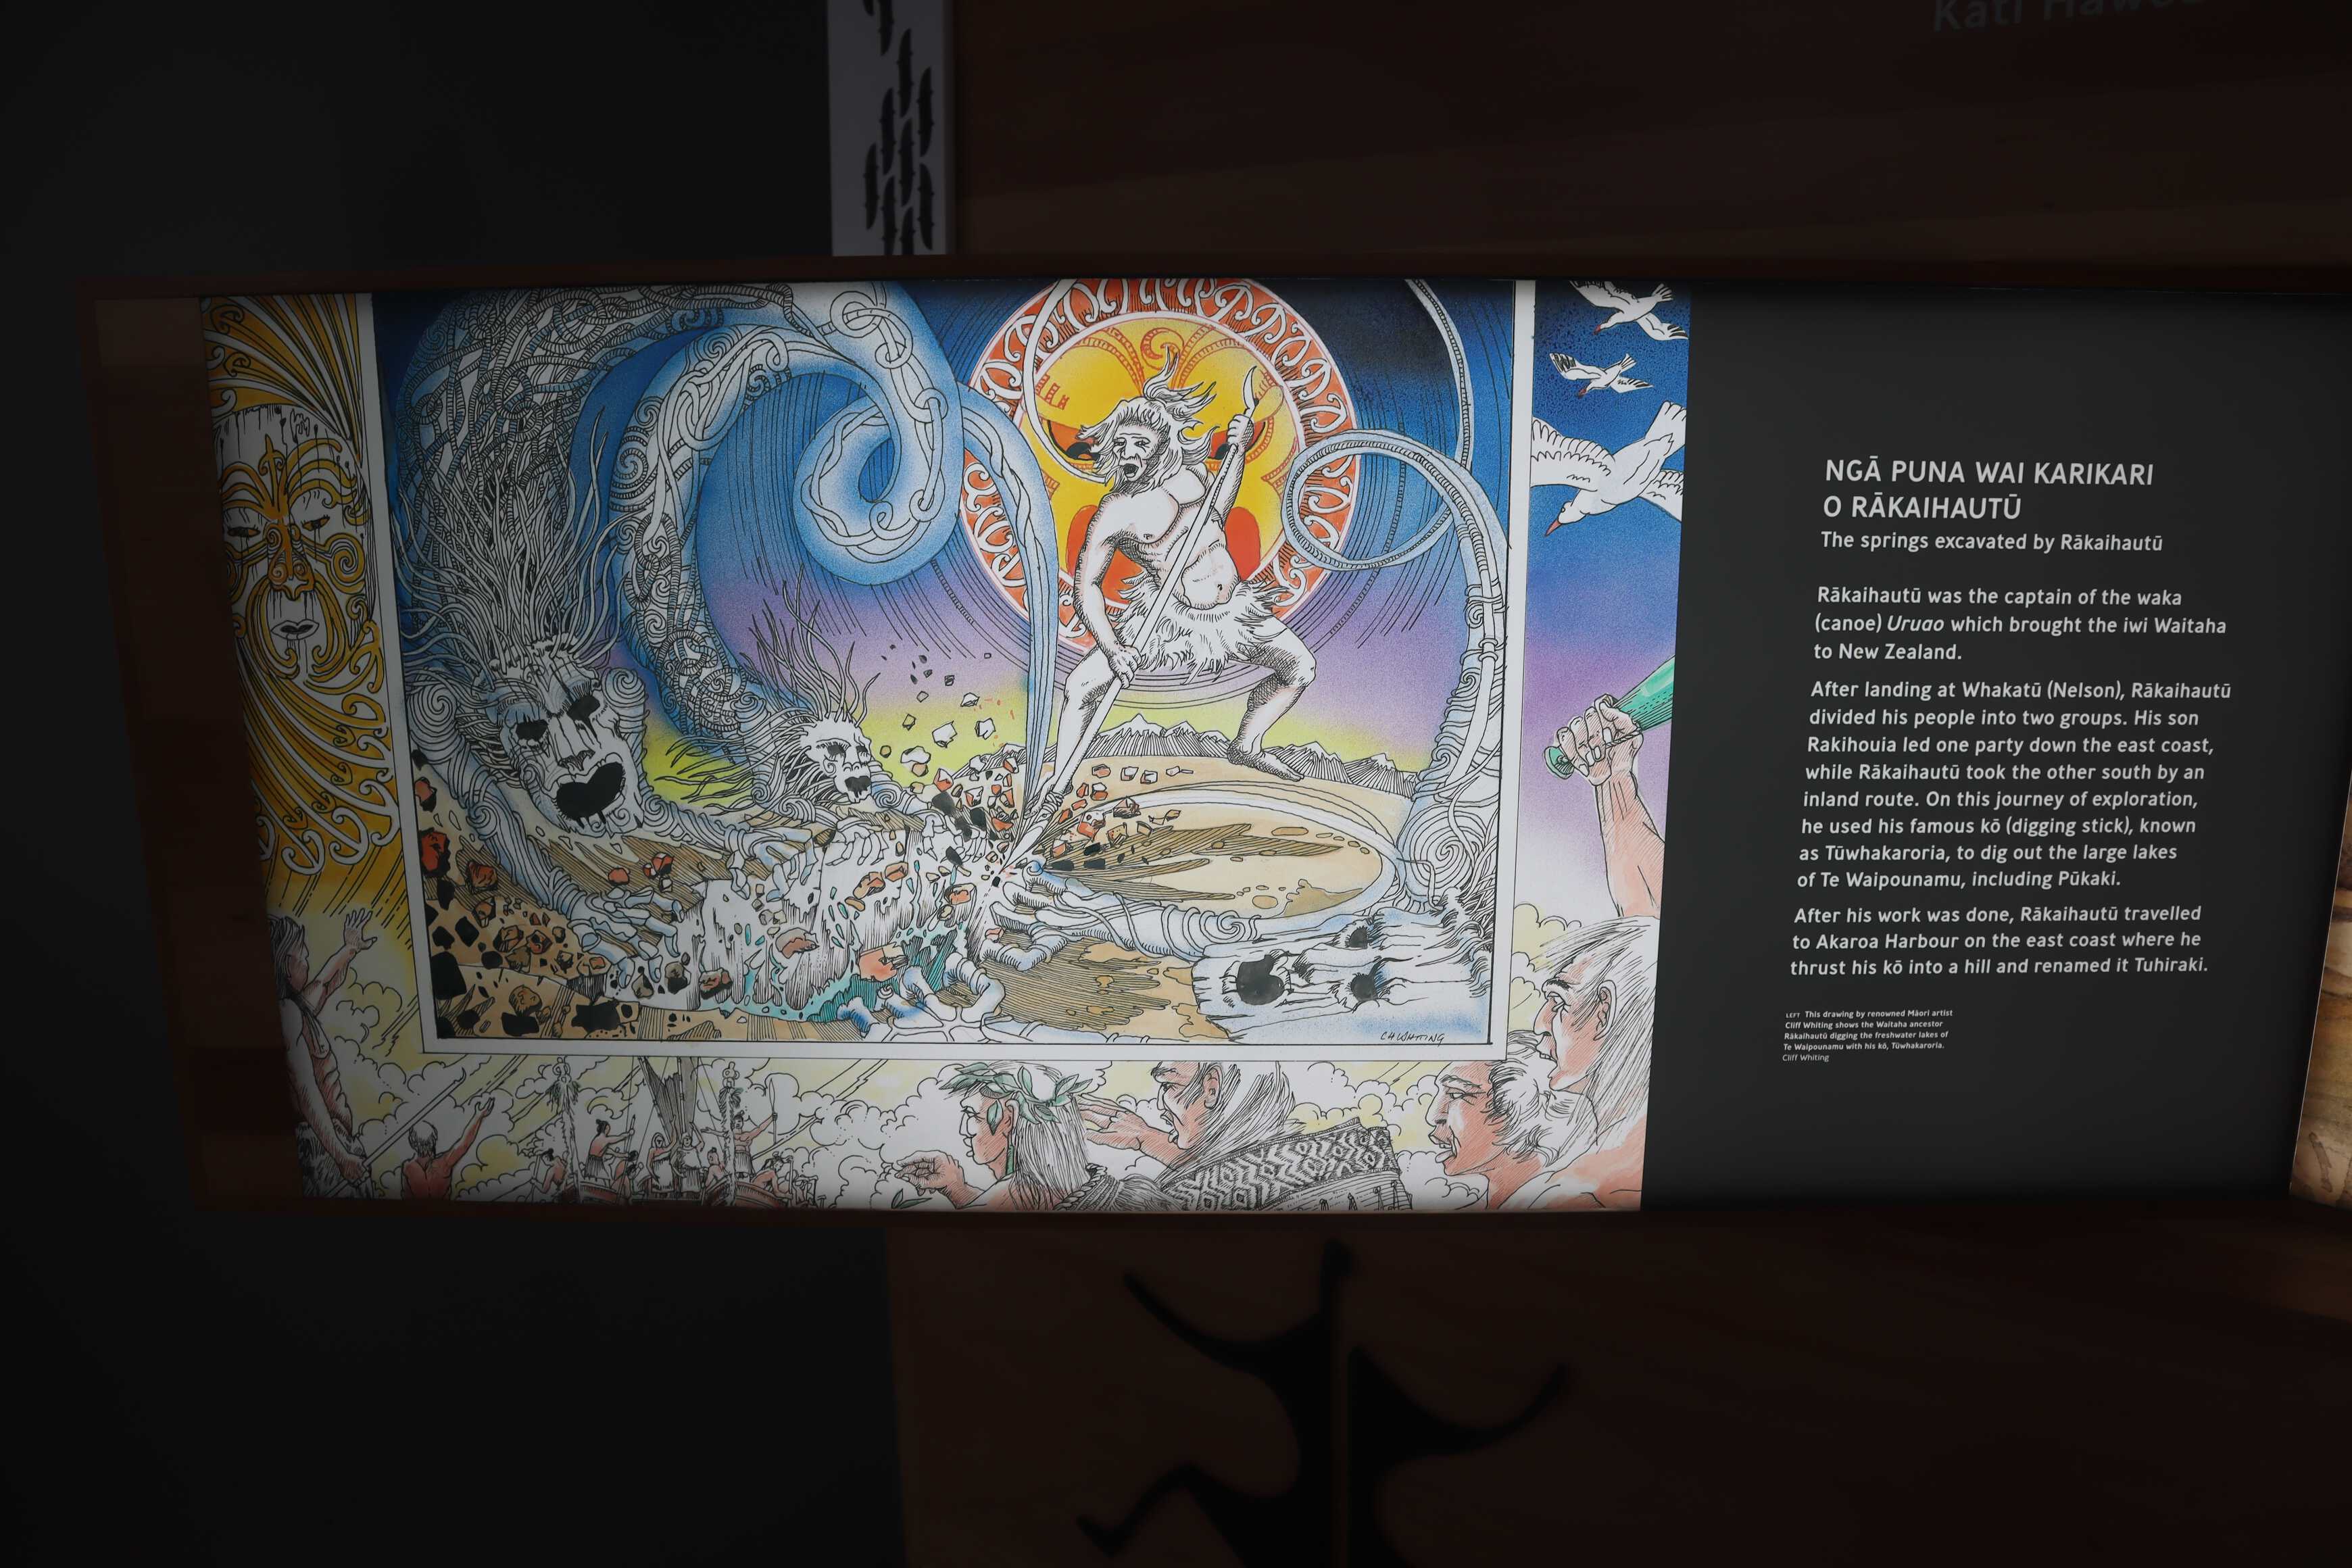 Kati
NGĀ PUNA WAI KARIKARI
O RĀKAIHAUTŪ
The springs excavated by Rākaihautū
Rākaihautū was the captain of the waka
(canoe) Uruao which brought the iwi Waitaha
to New Zealand.
After landing at Whakatū (Nelson), Rākaihautū
divided his people into two groups. His son
Rakihouia led one party down the east coast,
while Rākaihautū took the other south by an
inland route. On this journey of exploration,
he used his famous kō (digging stick), known
as Tūwhakaroria, to dig out the large lakes
of Te Waipounamu, including Pūkaki.
After his work was done, Rākaihautū travelled
to Akaroa Harbour on the east coast where he
thrust his kō into a hill and renamed it Tuhiraki.
LEFT This drawing by renowned Māori artist
Cliff Whiting shows the Waitaha ancestor
Rākaihautū digging the freshwater lakes of
Te Waipounamu with his kō, Tūwhakaroria.
Cliff Whiting
CH WHITING